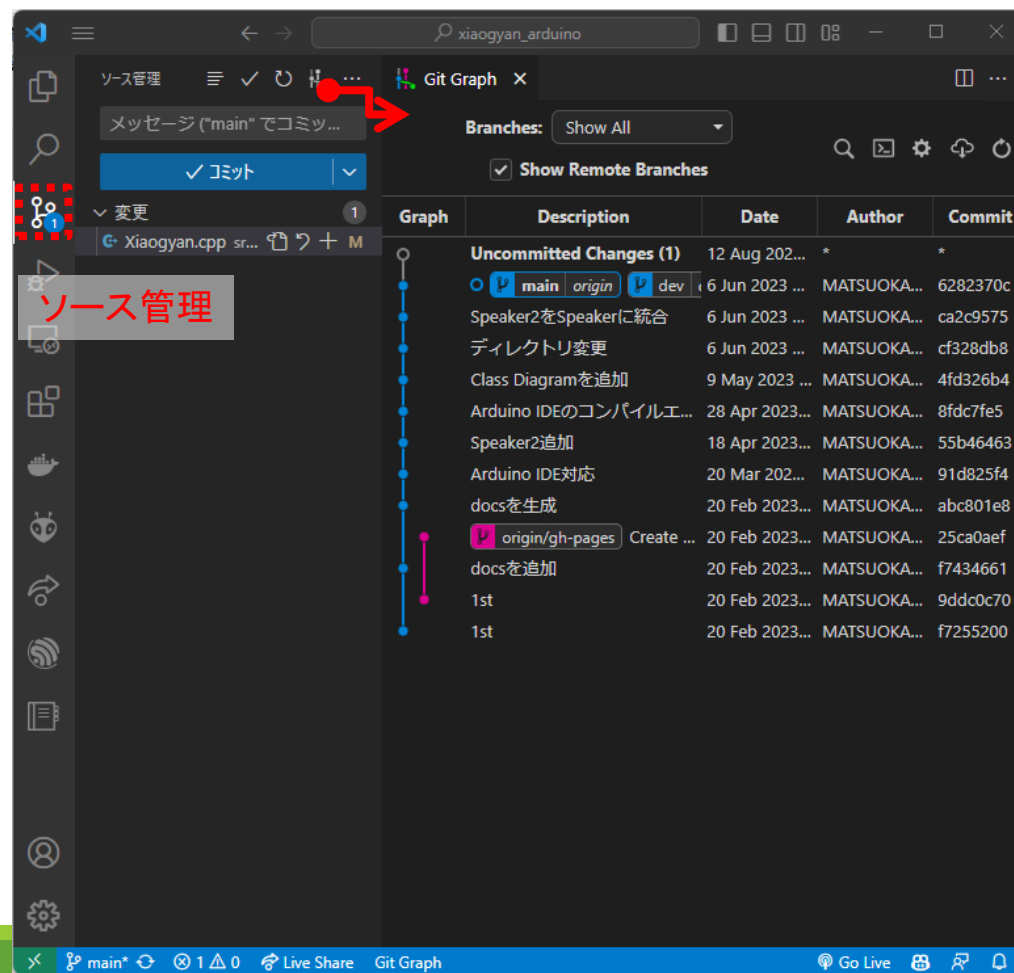 xiaogyan_arduino
ソース管理
Git Graph
メッセージ ("main" でコミッ...
コミット
変更
1
Xiaogyan.cpp sr... M
1
ソース管理
Branches: Show All
Show Remote Branches
Graph Description Date Author Commit
Uncommitted Changes (1) 12 Aug 202... * *
main origin dev 6 Jun 2023 ... MATSUOKA... 6282370c
Speaker2をSpeakerに統合 6 Jun 2023 ... MATSUOKA... ca2c9575
ディレクトリ変更 6 Jun 2023 ... MATSUOKA... cf328db8
Class Diagramを追加 9 May 2023 ... MATSUOKA... 4fd326b4
Arduino IDEのコンパイルエ... 28 Apr 2023... MATSUOKA... 8fdc7fe5
Speaker2追加 18 Apr 2023... MATSUOKA... 55b46463
Arduino IDE対応 20 Mar 202... MATSUOKA... 91d825f4
docsを生成 20 Feb 2023... MATSUOKA... abc801e8
origin/gh-pages Create ... 20 Feb 2023... MATSUOKA... 25ca0aef
docsを追加 20 Feb 2023... MATSUOKA... f7434661
1st 20 Feb 2023... MATSUOKA... 9ddc0c70
1st 20 Feb 2023... MATSUOKA... f7255200
main* 1 0 Live Share Git Graph Go Live